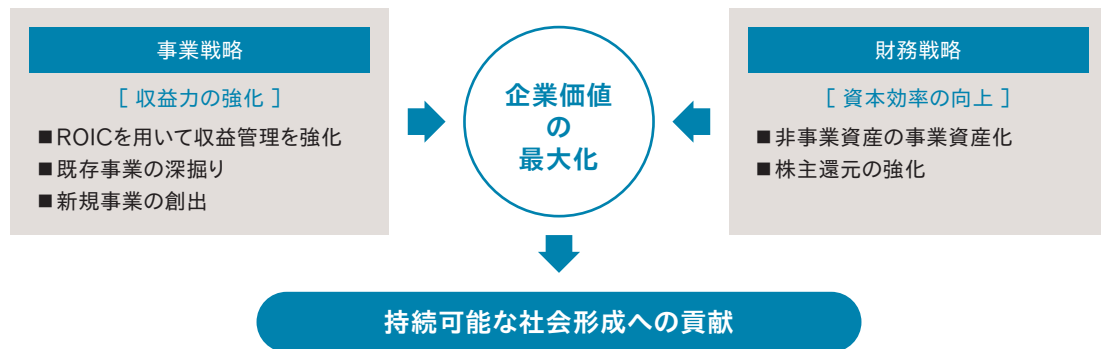 事業戦略
[ 収益力の強化 ]
■ROICを用いて収益管理を強化
■既存事業の深掘り
■新規事業の創出
企業価値
の
最大化
財務戦略
[ 資本効率の向上 ]
■非事業資産の事業資産化
■株主還元の強化
持続可能な社会形成への貢献